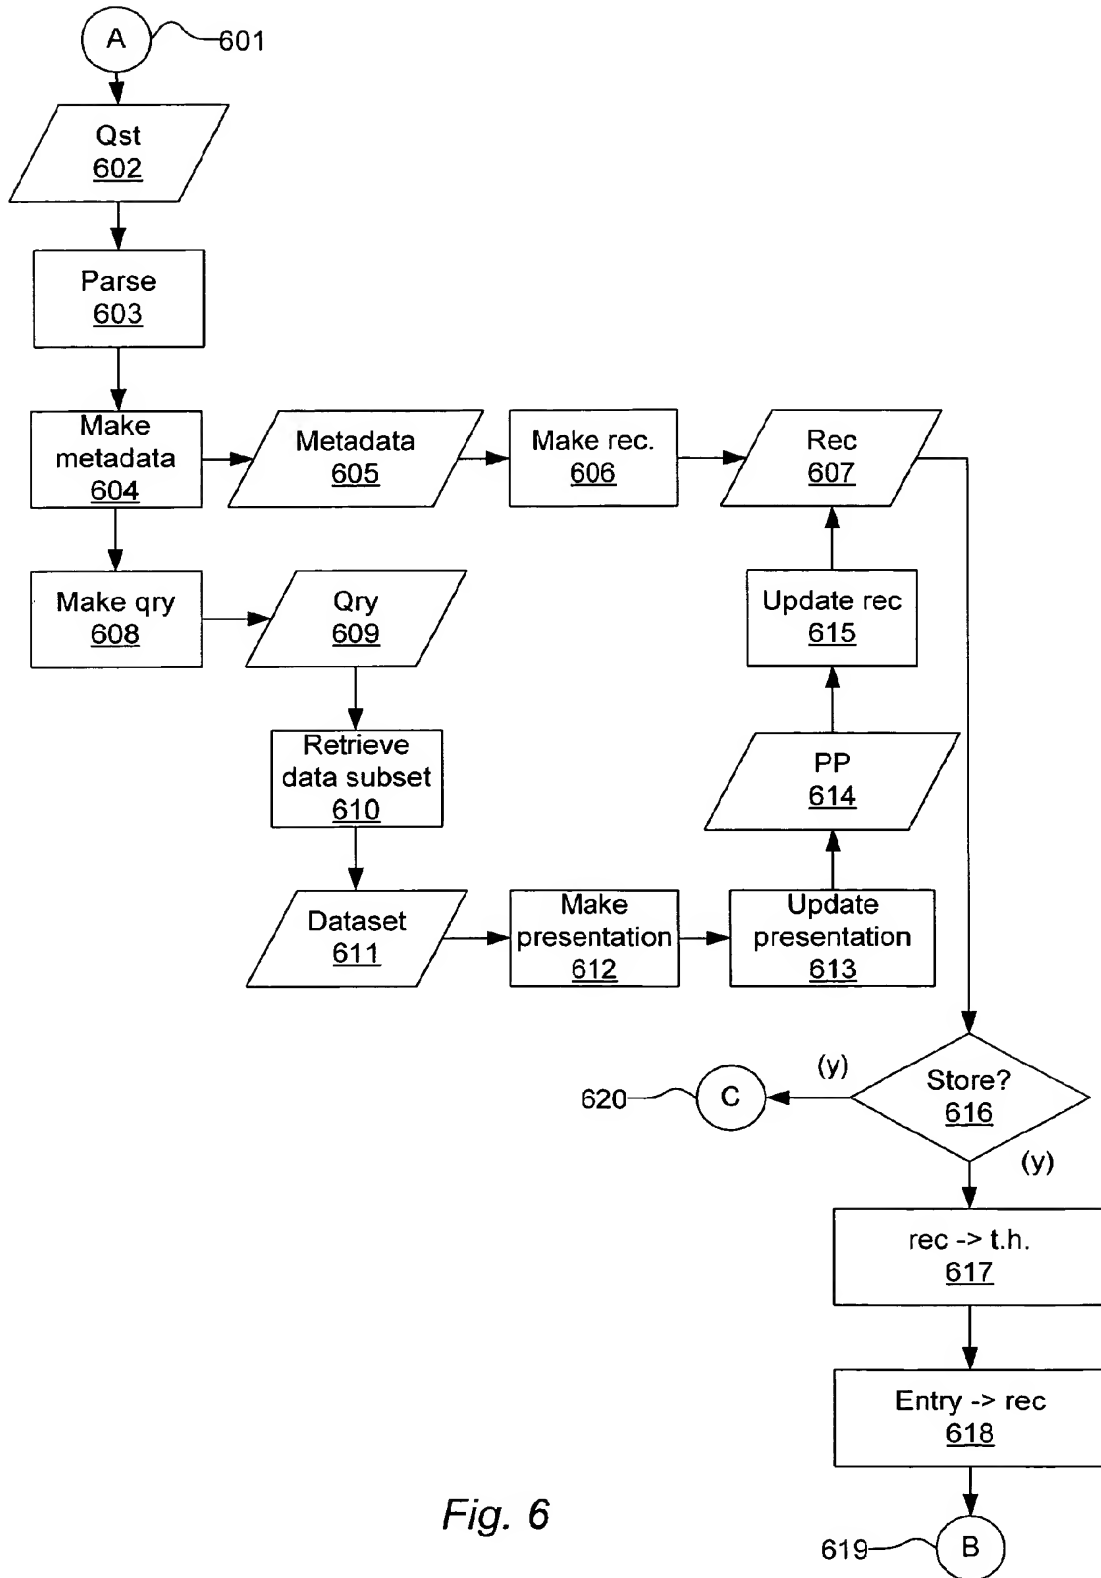 A
601
Qst
602
Parse
603
Make
metadata
604
Metadata
605
Make rec.
606
Rec
607
Make qry
608
Qry
609
Update rec
615
Retrieve
data subset
610
PP
614
Dataset
611
Make
presentation
612
Update
presentation
613
620
C
(y)
Store?
616
(y)
rec -> t.h.
617
Entry -> rec
618
619
B
Fig. 6